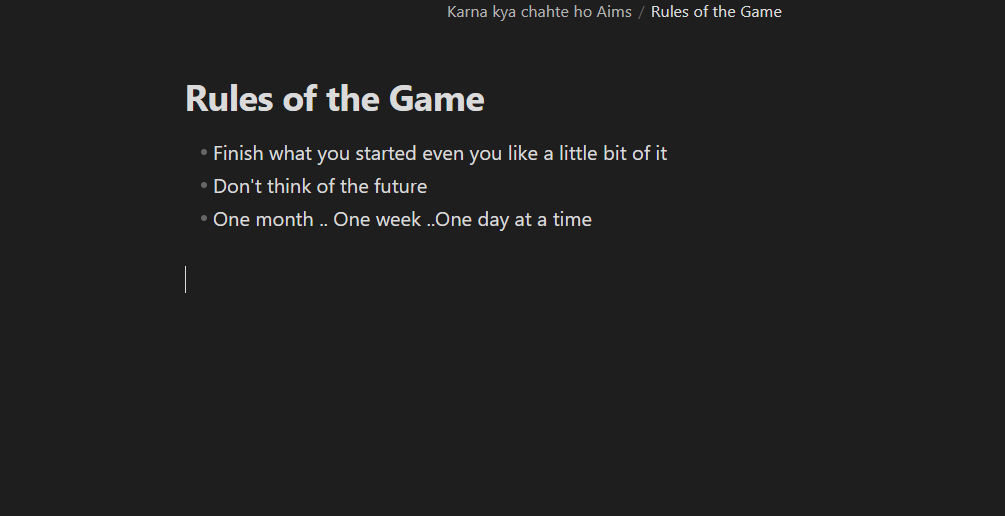 Karna kya chahte ho Aims / Rules of the Game
Rules of the Game
• Finish what you started even you like a little bit of it
• Don't think of the future
• One month .. One week ..One day at a time